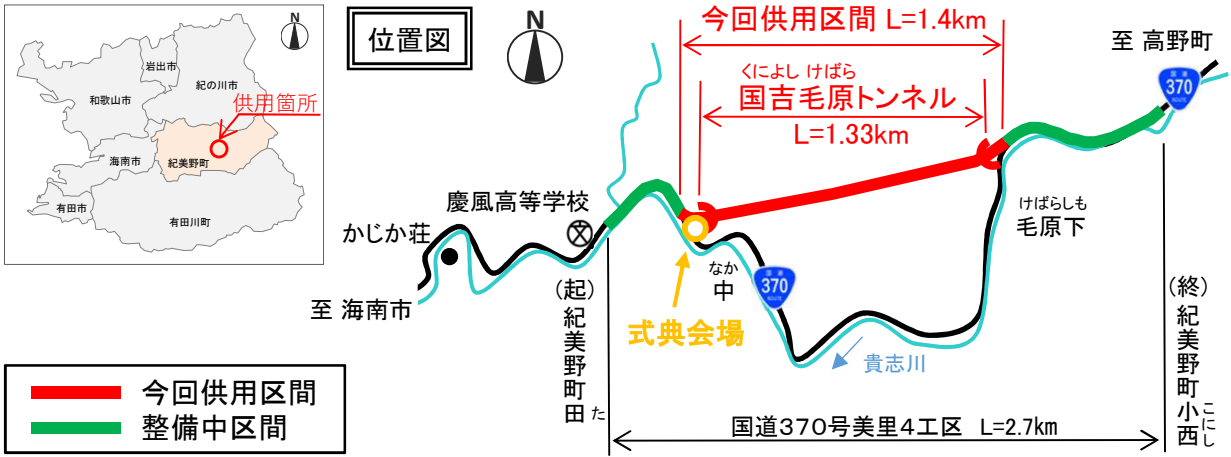 N
岩出市
紀の川市
和歌山市
供用箇所
海南市
紀美野町
有田市
有田川町
位置図
N
今回供用区間 L=1.4km
くによし けばら
国吉毛原トンネル
L=1.33km
至 高野町
国道
370
ROUTE
慶風高等学校
文
かじか荘
至 海南市
けばらしも
毛原下
なか
中
国道
370
ROUTE
式典会場
貴志川
(起)紀美野町田
た
(終)紀美野町小西
こにし
今回供用区間
整備中区間
国道370号美里4工区 L=2.7km